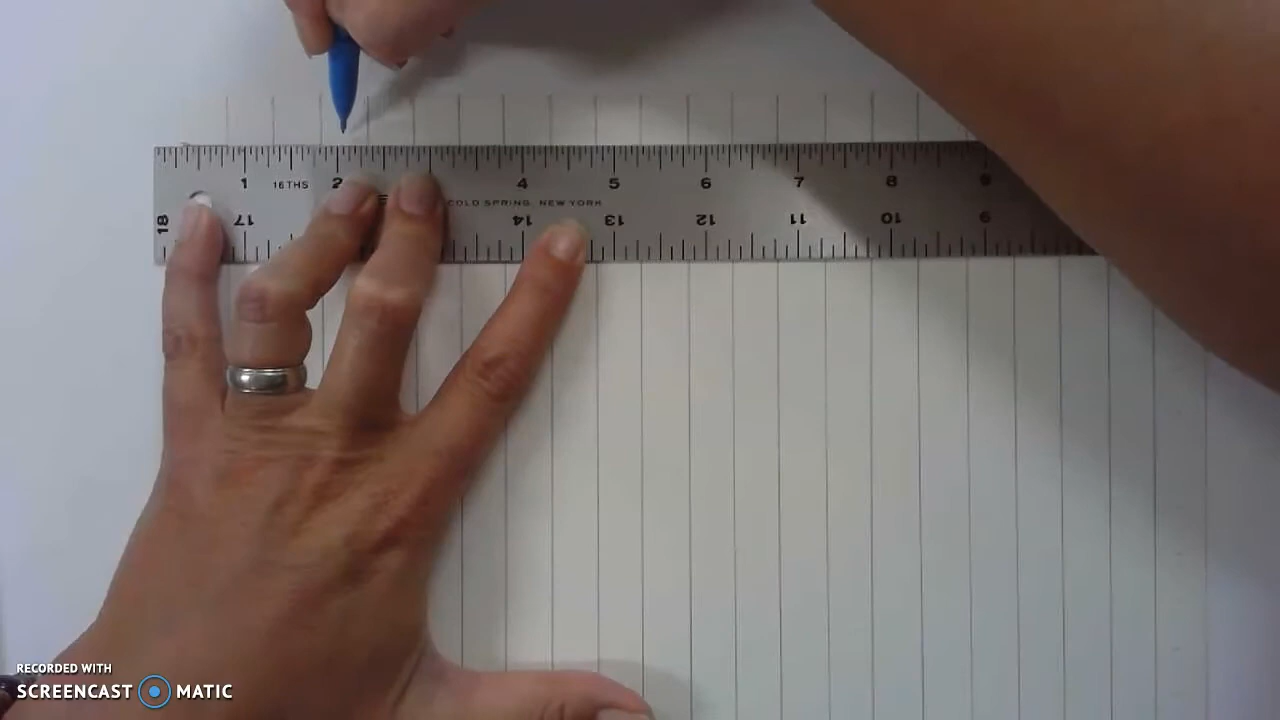 1 16THS 2 4 5 6 7 8 9
COLD SPRING, NEW YORK
18 17 14 13 12 11 10 9
RECORDED WITH
SCREENCAST MATIC